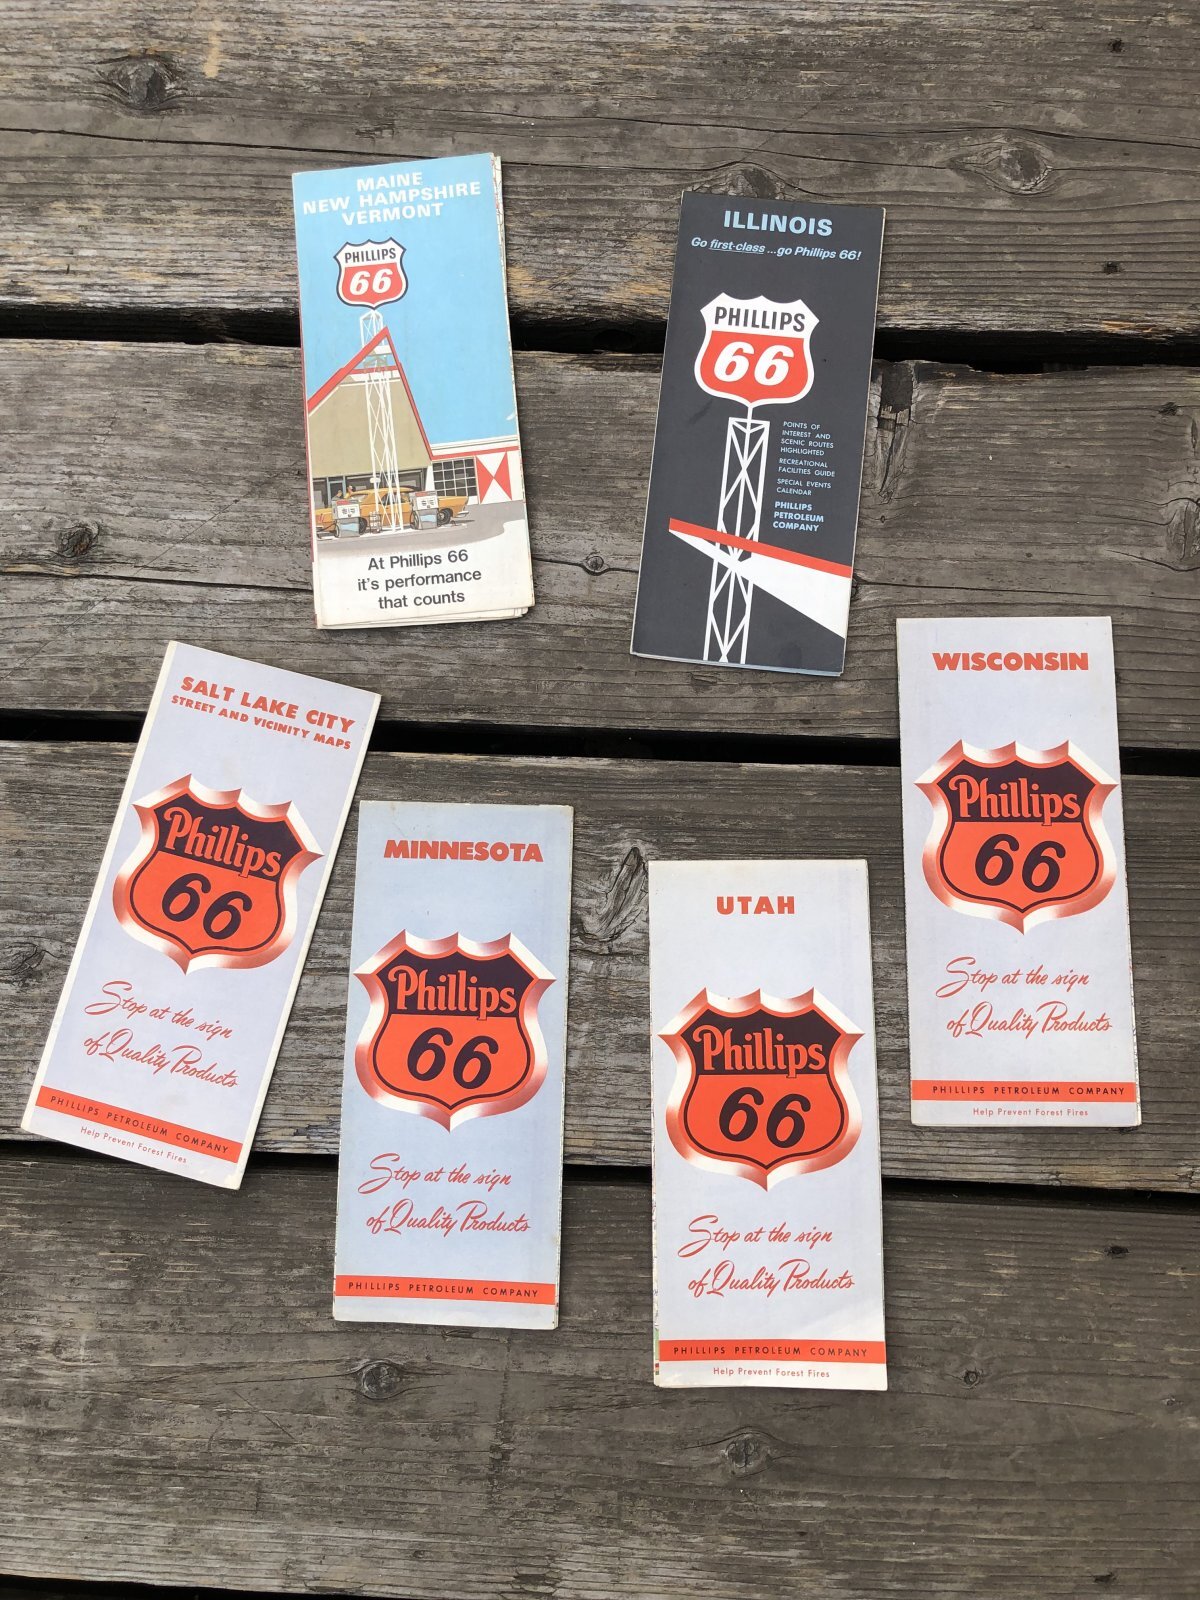 MAINE
NEW HAMPSHIRE
VERMONT
PHILLIPS
66
At Phillips 66
it's performance
that counts
ILLINOIS
Go first-class ...go Phillips 66!
PHILLIPS
66
POINTS OF
INTEREST AND
SCENIC ROUTES
HIGHLIGHTED
RECREATIONAL
FACILITIES GUIDE
SPECIAL EVENTS
CALENDAR
PHILLIPS
PETROLEUM
COMPANY
SALT LAKE CITY
STREET AND VICINITY MAPS
Phillips
66
Stop at the sign
of Quality Products
PHILLIPS PETROLEUM COMPANY
Help Prevent Forest Fires
MINNESOTA
Phillips
66
Stop at the sign
of Quality Products
PHILLIPS PETROLEUM COMPANY
UTAH
Phillips
66
Stop at the sign
of Quality Products
PHILLIPS PETROLEUM COMPANY
Help Prevent Forest Fires
WISCONSIN
Phillips
66
Stop at the sign
of Quality Products
PHILLIPS PETROLEUM COMPANY
Help Prevent Forest Fires